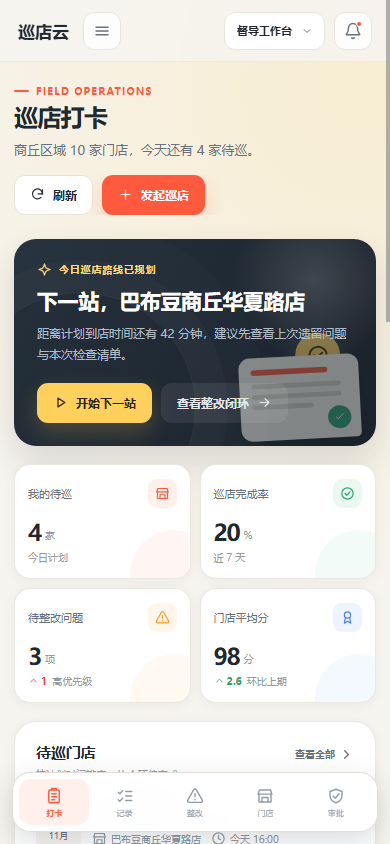 巡店云
督导工作台
FIELD OPERATIONS
巡店打卡
商丘区域 10 家门店，今天还有 4 家待巡。
刷新
发起巡店
今日巡店路线已规划
下一站，巴布豆商丘华夏路店
距离计划到店时间还有 42 分钟，建议先查看上次遗留问题
与本次检查清单。
开始下一站
查看整改闭环
我的待巡
4 家
今日计划
巡店完成率
20 %
近 7 天
待整改问题
3 项
1 高优先级
门店平均分
98 分
2.6 环比上期
待巡门店
查看全部
打卡
记录
整改
门店
审批
11月
巴布豆商丘华夏路店
今天 16:00